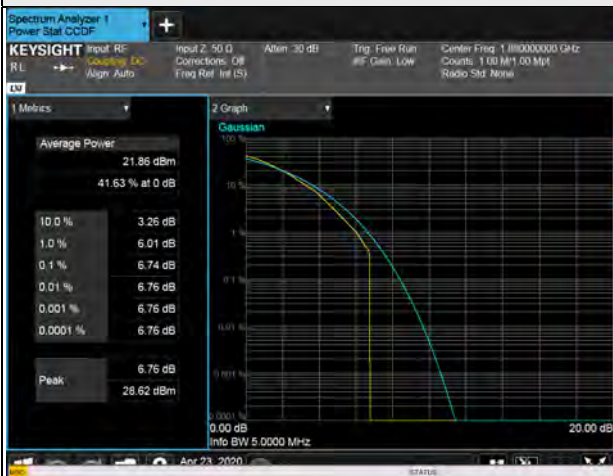 Spectrum Analyzer 1
Power Stat CCDF
+
KEYSIGHT
Input: RF
Input Z: 50 Ω
Atten: 30 dB
Trig: Free Run
RL
Coupling: DC
Corrections: Off
#IF Gain: Low
Counts: 1.00 M/1.00 Mpt
Align: Auto
Freq Ref: Int (S)
Radio Std: None
LW
1 Metrics
2 Graph
Average Power
21.86 dBm
41.63 % at 0 dB
10.0 % 3.26 dB
1.0 % 6.01 dB
0.1 % 6.74 dB
0.01 % 6.76 dB
0.001 % 6.76 dB
0.0001 % 6.76 dB
Peak
6.76 dB
28.62 dBm
Gaussian
100 %
10 %
1 %
0.1 %
0.01 %
0.001 %
0.0001 %
0.00 dB
20.00 dB
Info BW 5.0000 MHz
Apr 23, 2020
STATUS